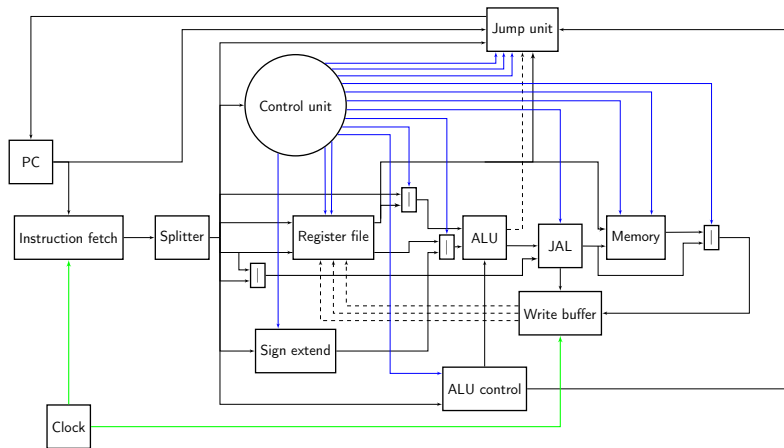 Jump unit
Control unit
PC
Instruction fetch
Splitter
Register file
ALU
JAL
Memory
Write buffer
Sign extend
ALU control
Clock